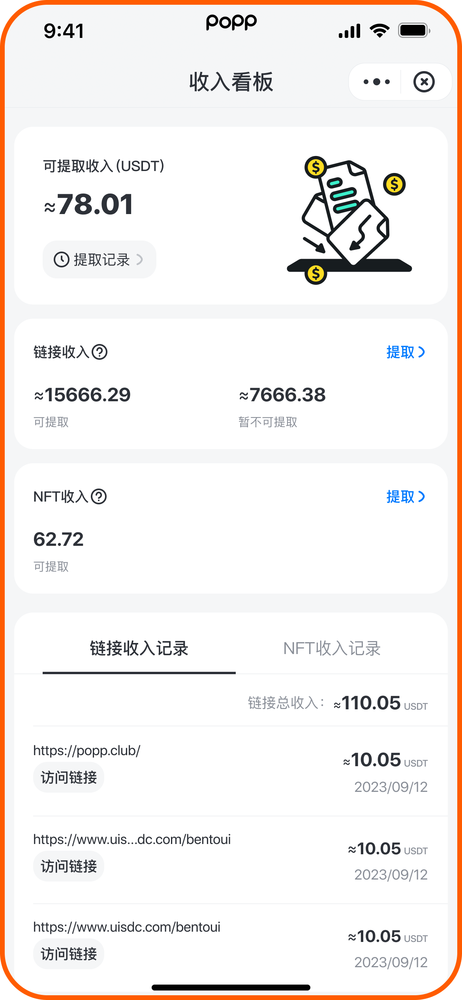 9:41
popp
收入看板
可提取收入(USDT)
≈78.01
提取记录
链接收入
提取
≈15666.29
≈7666.38
可提取
暂不可提取
NFT收入
提取
62.72
可提取
链接收入记录
NFT收入记录
链接总收入: ≈110.05 USDT
https://popp.club/
≈10.05 USDT
访问链接
2023/09/12
https://www.uis...dc.com/bentoui
≈10.05 USDT
访问链接
2023/09/12
https://www.uisdc.com/bentoui
≈10.05 USDT
访问链接
2023/09/12